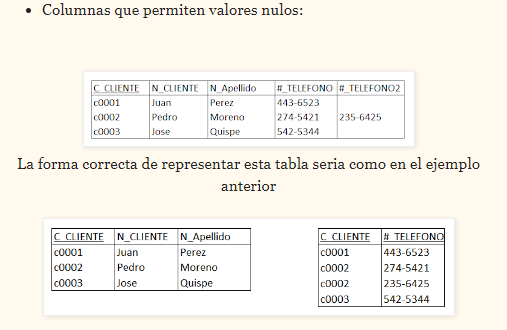 • Columnas que permiten valores nulos:
C_CLIENTE N_CLIENTE N_Apellido #_TELEFONO #_TELEFONO2
c0001 Juan Perez 443-6523
c0002 Pedro Moreno 274-5421 235-6425
c0003 Jose Quispe 542-5344
La forma correcta de representar esta tabla seria como en el ejemplo
anterior
C_CLIENTE N_CLIENTE N_Apellido
c0001 Juan Perez
c0002 Pedro Moreno
c0003 Jose Quispe
C_CLIENTE #_TELEFONO
c0001 443-6523
c0002 274-5421
c0002 235-6425
c0003 542-5344